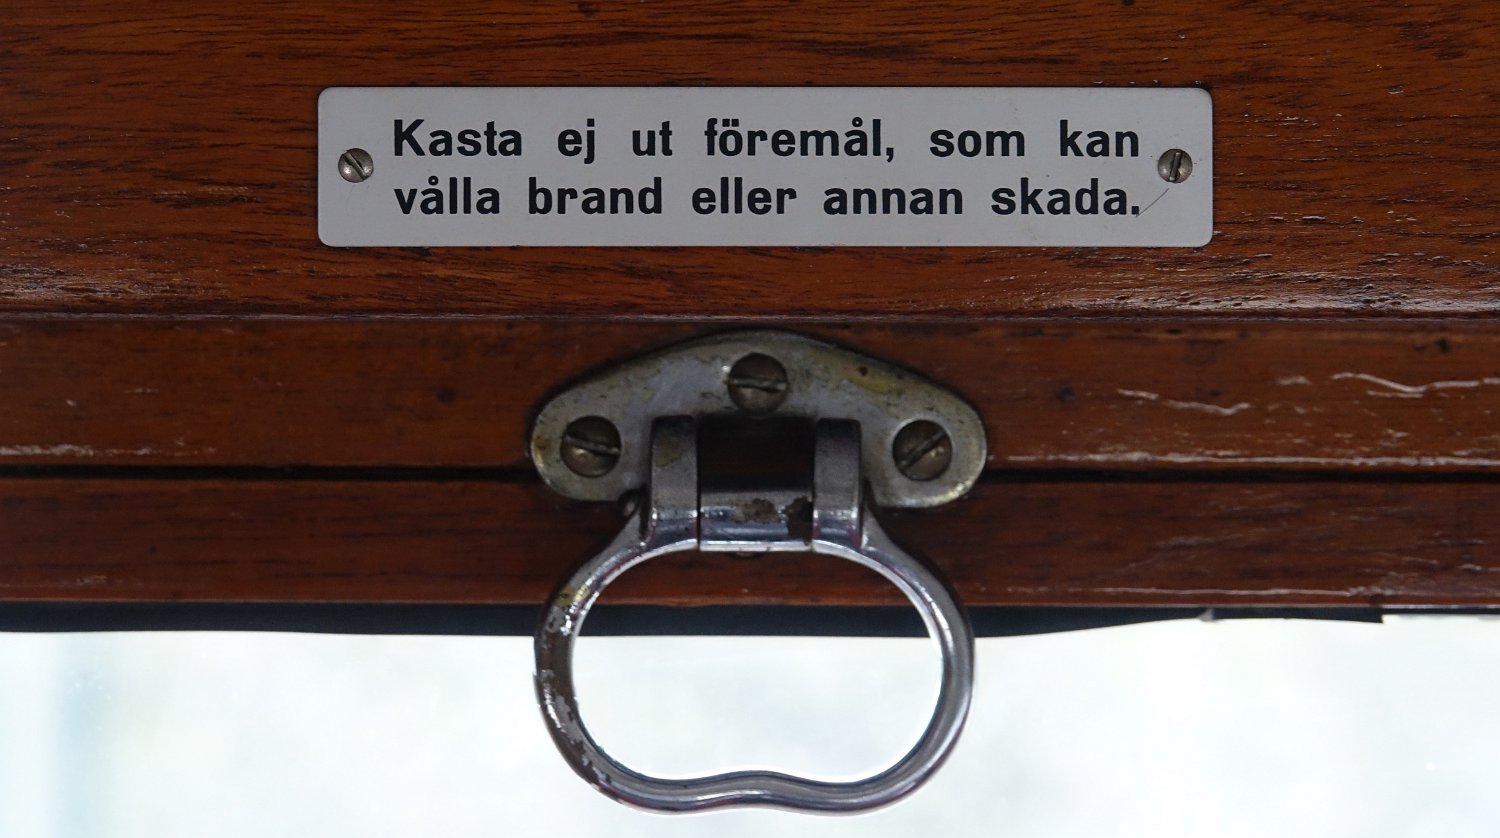 Kasta ej ut föremål, som kan
vålla brand eller annan skada.